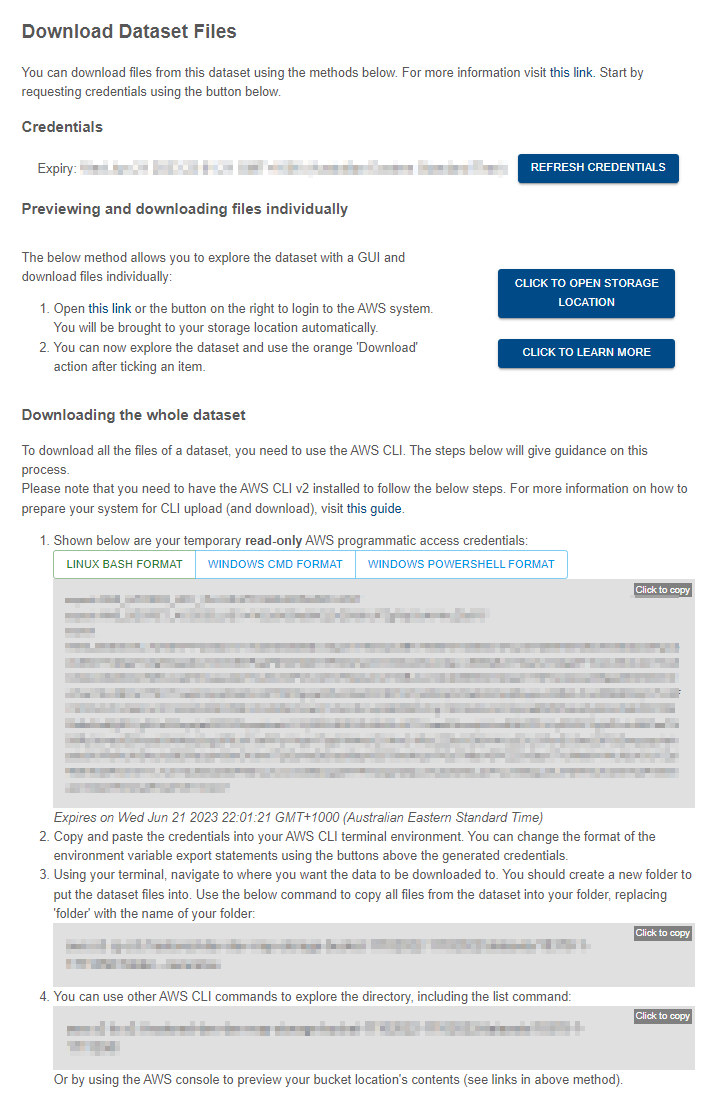 Download Dataset Files
You can download files from this dataset using the methods below. For more information visit this link. Start by
requesting credentials using the button below.
Credentials
Expiry:
REFRESH CREDENTIALS
Previewing and downloading files individually
The below method allows you to explore the dataset with a GUI and
download files individually:
1. Open this link or the button on the right to login to the AWS system.
You will be brought to your storage location automatically.
2. You can now explore the dataset and use the orange 'Download'
action after ticking an item.
CLICK TO OPEN STORAGE
LOCATION
CLICK TO LEARN MORE
Downloading the whole dataset
To download all the files of a dataset, you need to use the AWS CLI. The steps below will give guidance on this
process.
Please note that you need to have the AWS CLI v2 installed to follow the below steps. For more information on how to
prepare your system for CLI upload (and download), visit this guide.
1. Shown below are your temporary read-only AWS programmatic access credentials:
LINUX BASH FORMAT WINDOWS CMD FORMAT WINDOWS POWERSHELL FORMAT
Click to copy
Expires on Wed Jun 21 2023 22:01:21 GMT+1000 (Australian Eastern Standard Time)
2. Copy and paste the credentials into your AWS CLI terminal environment. You can change the format of the
environment variable export statements using the buttons above the generated credentials.
3. Using your terminal, navigate to where you want the data to be downloaded to. You should create a new folder to
put the dataset files into. Use the below command to copy all files from the dataset into your folder, replacing
'folder' with the name of your folder:
Click to copy
4. You can use other AWS CLI commands to explore the directory, including the list command:
Click to copy
Or by using the AWS console to preview your bucket location's contents (see links in above method).